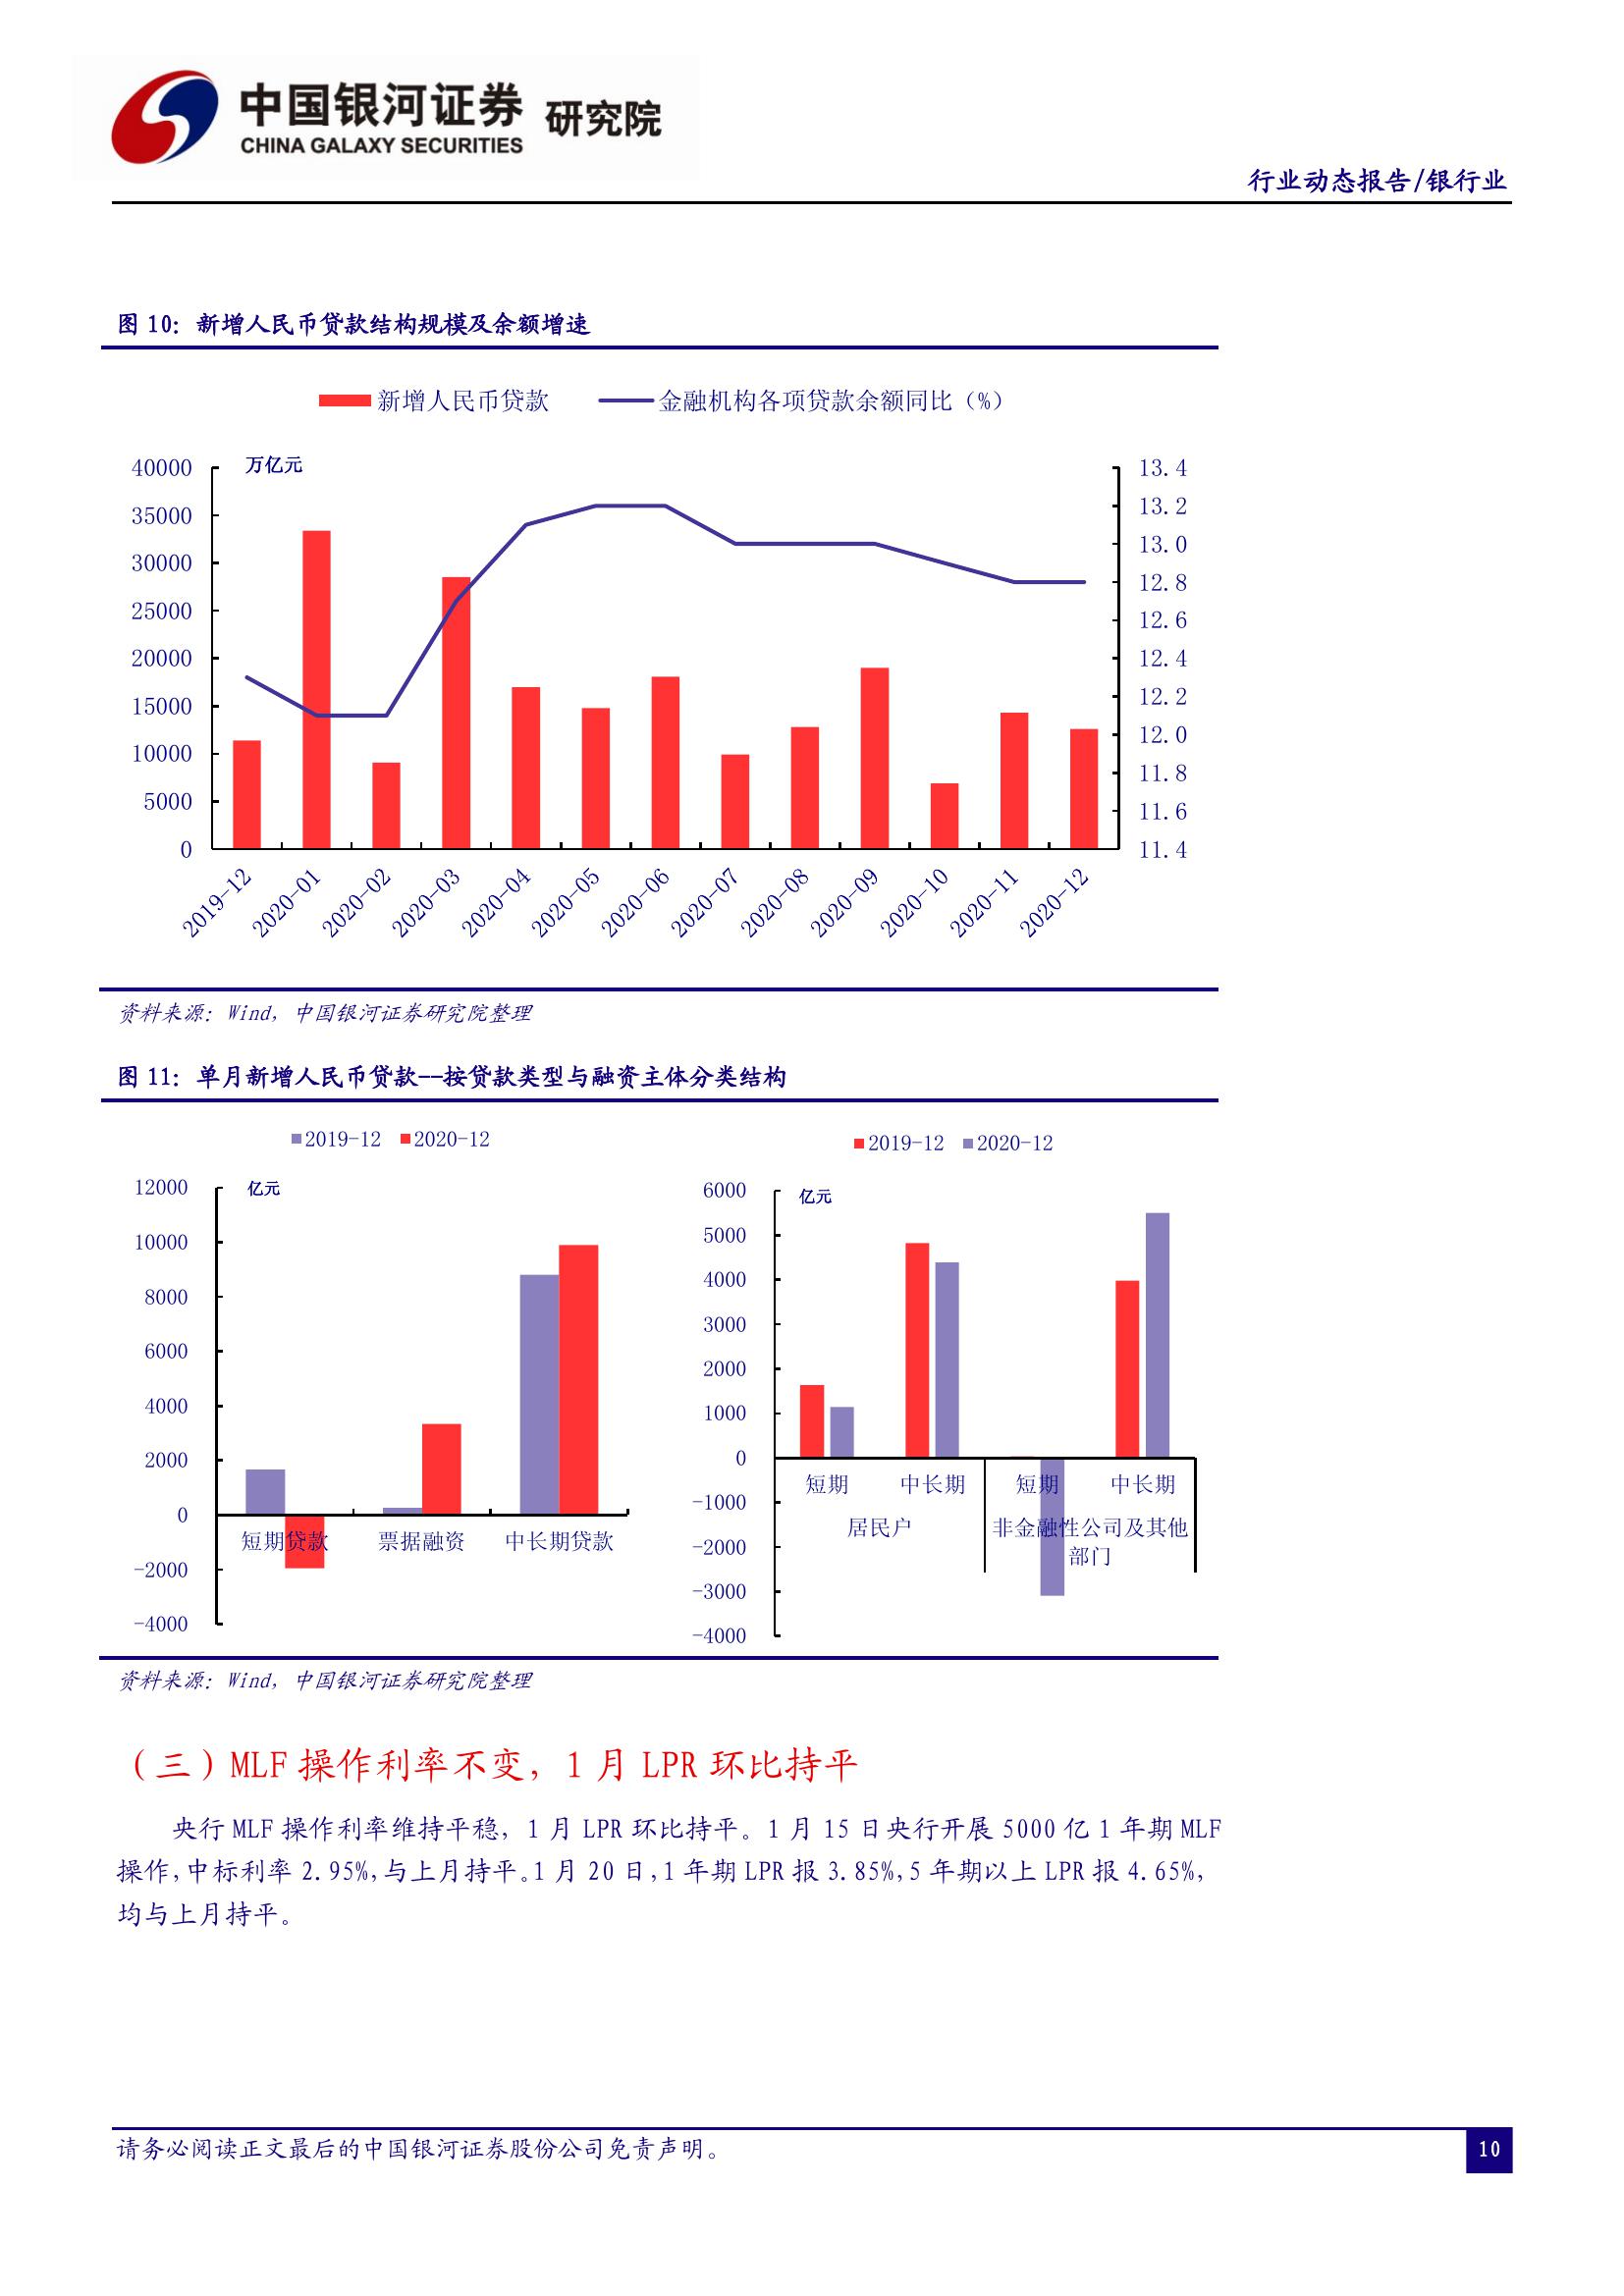 中国银河证券 研究院
CHINA GALAXY SECURITIES
行业动态报告/银行业
图 10：新增人民币贷款结构规模及余额增速
新增人民币贷款 金融机构各项贷款余额同比（%）
万亿元
40000
35000
30000
25000
20000
15000
10000
5000
0
13.4
13.2
13.0
12.8
12.6
12.4
12.2
12.0
11.8
11.6
11.4
2019-12 2020-01 2020-02 2020-03 2020-04 2020-05 2020-06 2020-07 2020-08 2020-09 2020-10 2020-11 2020-12
资料来源：Wind，中国银河证券研究院整理
图 11：单月新增人民币贷款--按贷款类型与融资主体分类结构
2019-12 2020-12
亿元
12000
10000
8000
6000
4000
2000
0
-2000
-4000
短期贷款 票据融资 中长期贷款
2019-12 2020-12
亿元
6000
5000
4000
3000
2000
1000
0
-1000
-2000
-3000
-4000
短期 中长期 短期 中长期
居民户 非金融性公司及其他
部门
资料来源：Wind，中国银河证券研究院整理
（三）MLF 操作利率不变，1 月 LPR 环比持平
央行 MLF 操作利率维持平稳，1 月 LPR 环比持平。1 月 15 日央行开展 5000 亿 1 年期 MLF
操作，中标利率 2.95%，与上月持平。1 月 20 日，1 年期 LPR 报 3.85%，5 年期以上 LPR 报 4.65%，
均与上月持平。
请务必阅读正文最后的中国银河证券股份公司免责声明。
10